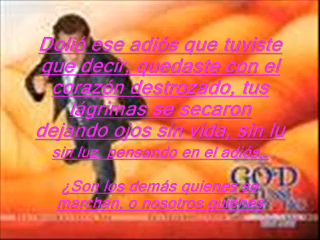 Dolió ese adiós que tuviste
que decir, quedaste con el
corazón destrozado, tus
lágrimas se secaron
dejando ojos sin vida, sin lu
sin luz, pensando en el adiós..
¿Son los demás quienes se
marchan, o nosotros quienes
GOD